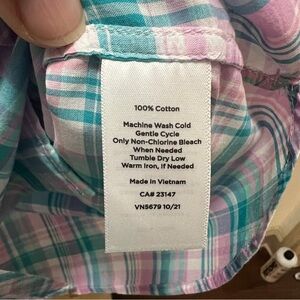 100% Cotton
Machine Wash Cold
Gentle Cycle
Only Non-Chlorine Bleach
When Needed
Tumble Dry Low
Warm Iron, If Needed
Made in Vietnam
CA# 23147
VN5679 10/21